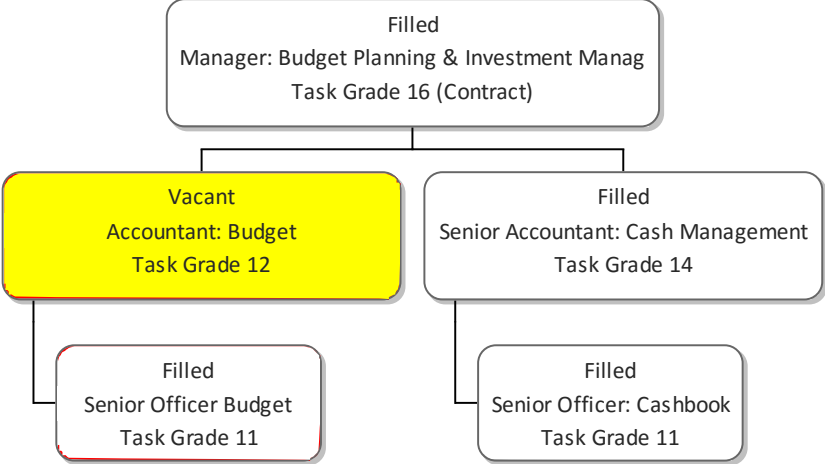 Filled
Manager: Budget Planning & Investment Manag
Task Grade 16 (Contract)
Vacant
Accountant: Budget
Task Grade 12
Filled
Senior Accountant: Cash Management
Task Grade 14
Filled
Senior Officer Budget
Task Grade 11
Filled
Senior Officer: Cashbook
Task Grade 11